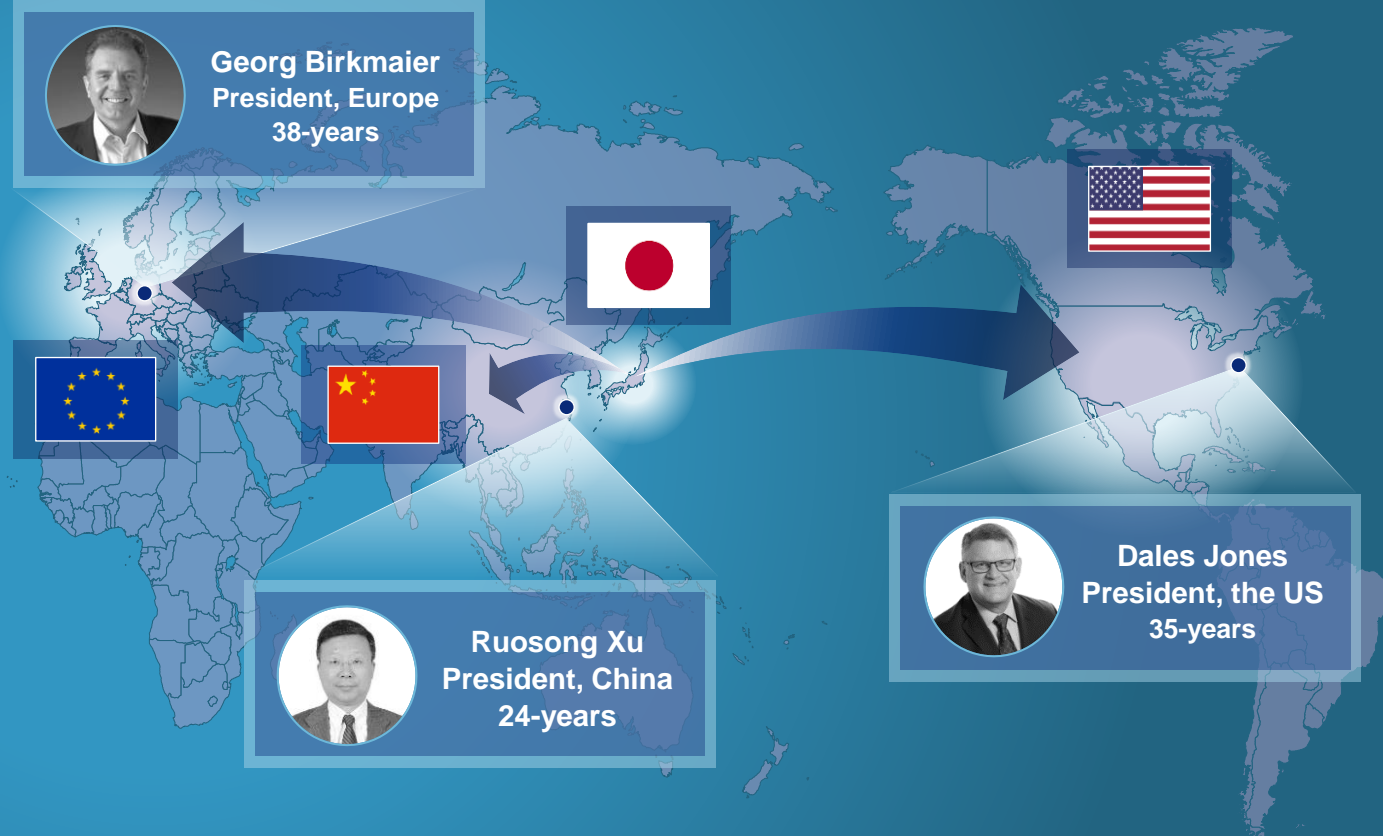 Georg Birkmaier
President, Europe
38-years
Ruosong Xu
President, China
24-years
Dales Jones
President, the US
35-years